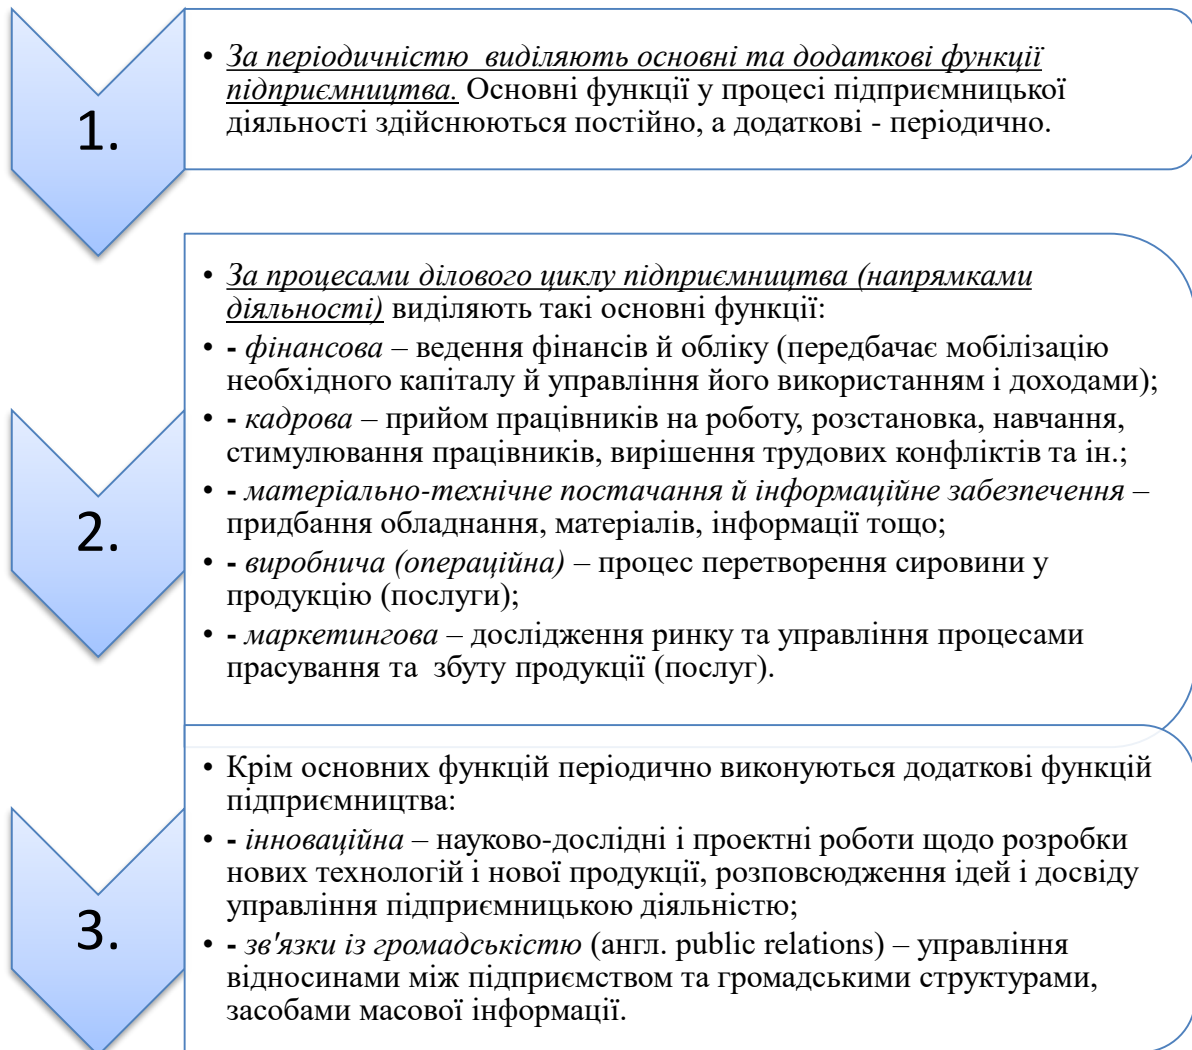 1.
• За періодичністю виділяють основні та додаткові функції
підприємництва. Основні функції у процесі підприємницької
діяльності здійснюються постійно, а додаткові - періодично.
2.
• За процесами ділового циклу підприємництва (напрямками
діяльності) виділяють такі основні функції:
• - фінансова – ведення фінансів й обліку (передбачає мобілізацію
необхідного капіталу й управління його використанням і доходами);
• - кадрова – прийом працівників на роботу, розстановка, навчання,
стимулювання працівників, вирішення трудових конфліктів та ін.;
• - матеріально-технічне постачання й інформаційне забезпечення –
придбання обладнання, матеріалів, інформації тощо;
• - виробнича (операційна) – процес перетворення сировини у
продукцію (послуги);
• - маркетингова – дослідження ринку та управління процесами
прасування та збуту продукції (послуг).
3.
• Крім основних функцій періодично виконуються додаткові функцій
підприємництва:
• - інноваційна – науково-дослідні і проектні роботи щодо розробки
нових технологій і нової продукції, розповсюдження ідей і досвіду
управління підприємницькою діяльністю;
• - зв'язки із громадськістю (англ. public relations) – управління
відносинами між підприємством та громадськими структурами,
засобами масової інформації.